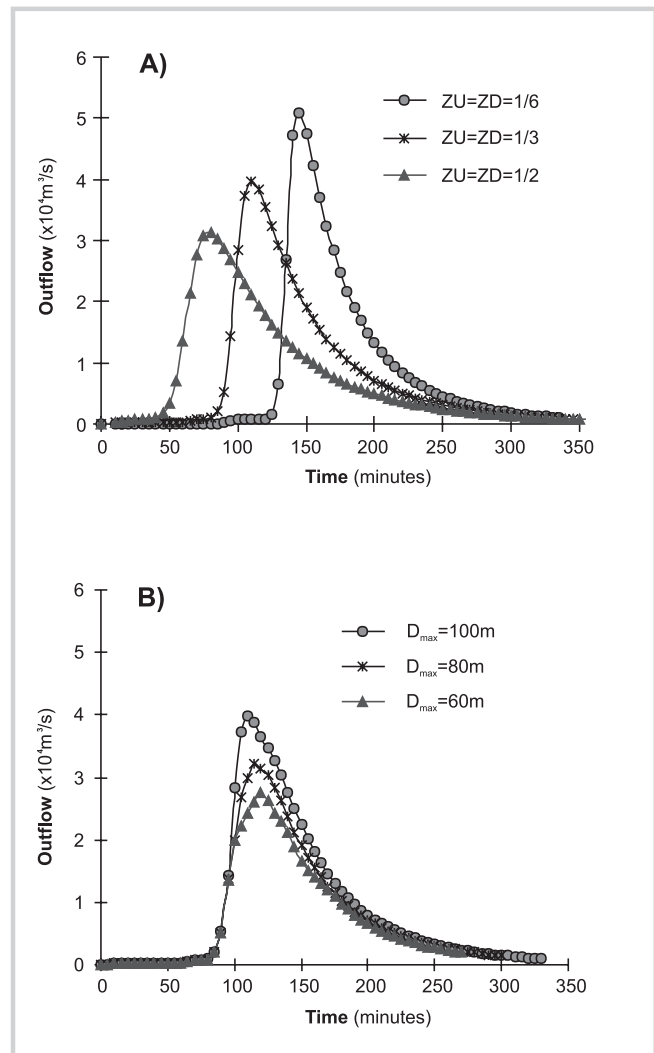 A)
6
5
4
3
2
1
0
Outflow (x10⁴m³/s)
ZU=ZD=1/6
ZU=ZD=1/3
ZU=ZD=1/2
0 50 100 150 200 250 300 350
Time (minutes)
B)
6
5
4
3
2
1
0
Outflow (x10⁴m³/s)
Dmax=100m
Dmax=80m
Dmax=60m
0 50 100 150 200 250 300 350
Time (minutes)